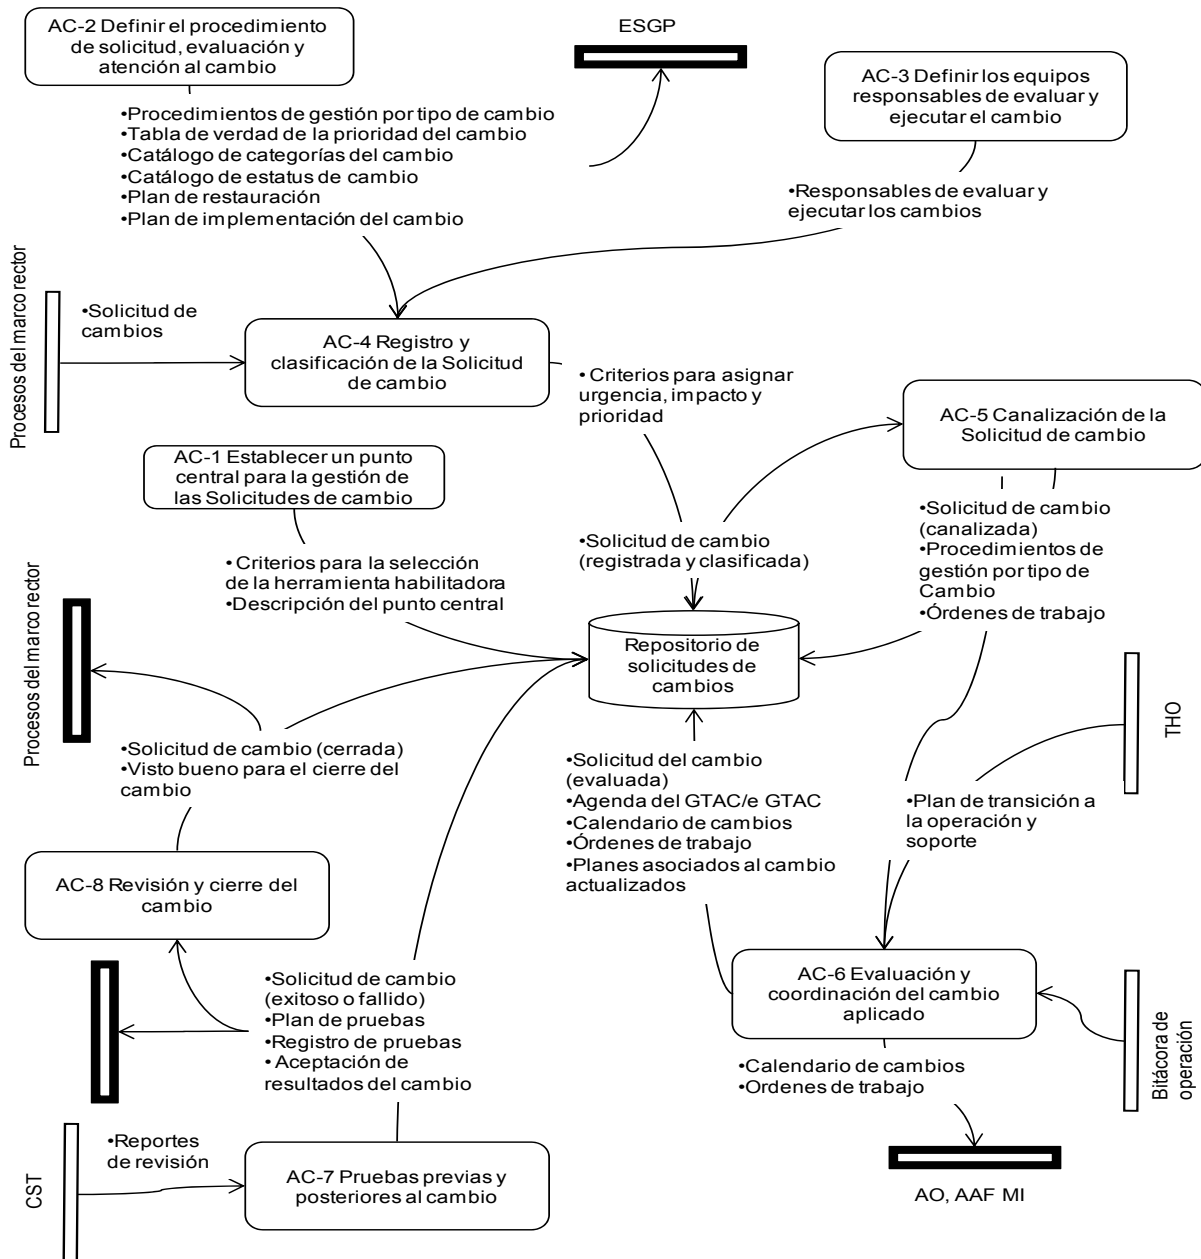 AC-2 Definir el procedimiento
de solicitud, evaluación y
atención al cambio
ESGP
AC-3 Definir los equipos
responsables de evaluar y
ejecutar el cambio
•Procedimientos de gestión por tipo de cambio
•Tabla de verdad de la prioridad del cambio
•Catálogo de categorías del cambio
•Catálogo de estatus de cambio
•Plan de restauración
•Plan de implementación del cambio
•Responsables de evaluar y
ejecutar los cambios
Procesos del marco rector
•Solicitud de
cambios
AC-4 Registro y
clasificación de la Solicitud
de cambio
• Criterios para asignar
urgencia, impacto y
prioridad
AC-5 Canalización de la
Solicitud de cambio
AC-1 Establecer un punto
central para la gestión de
las Solicitudes de cambio
•Solicitud de cambio
(registrada y clasificada)
•Solicitud de cambio
(canalizada)
•Procedimientos de
gestión por tipo de
Cambio
•Órdenes de trabajo
•Criterios para la selección
de la herramienta habilitadora
•Descripción del punto central
Repositorio de
solicitudes de
cambios
Procesos del marco rector
•Solicitud de cambio (cerrada)
•Visto bueno para el cierre del
cambio
•Solicitud del cambio
(evaluada)
•Agenda del GTAC/e GTAC
•Calendario de cambios
•Órdenes de trabajo
•Planes asociados al cambio
actualizados
THO
•Plan de transición a
la operación y
soporte
AC-8 Revisión y cierre del
cambio
•Solicitud de cambio
(exitoso o fallido)
•Plan de pruebas
•Registro de pruebas
• Aceptación de
resultados del cambio
AC-6 Evaluación y
coordinación del cambio
aplicado
Bitácora de
operación
•Calendario de cambios
•Ordenes de trabajo
CST
•Reportes
de revisión
AC-7 Pruebas previas y
posteriores al cambio
AO, AAF MI